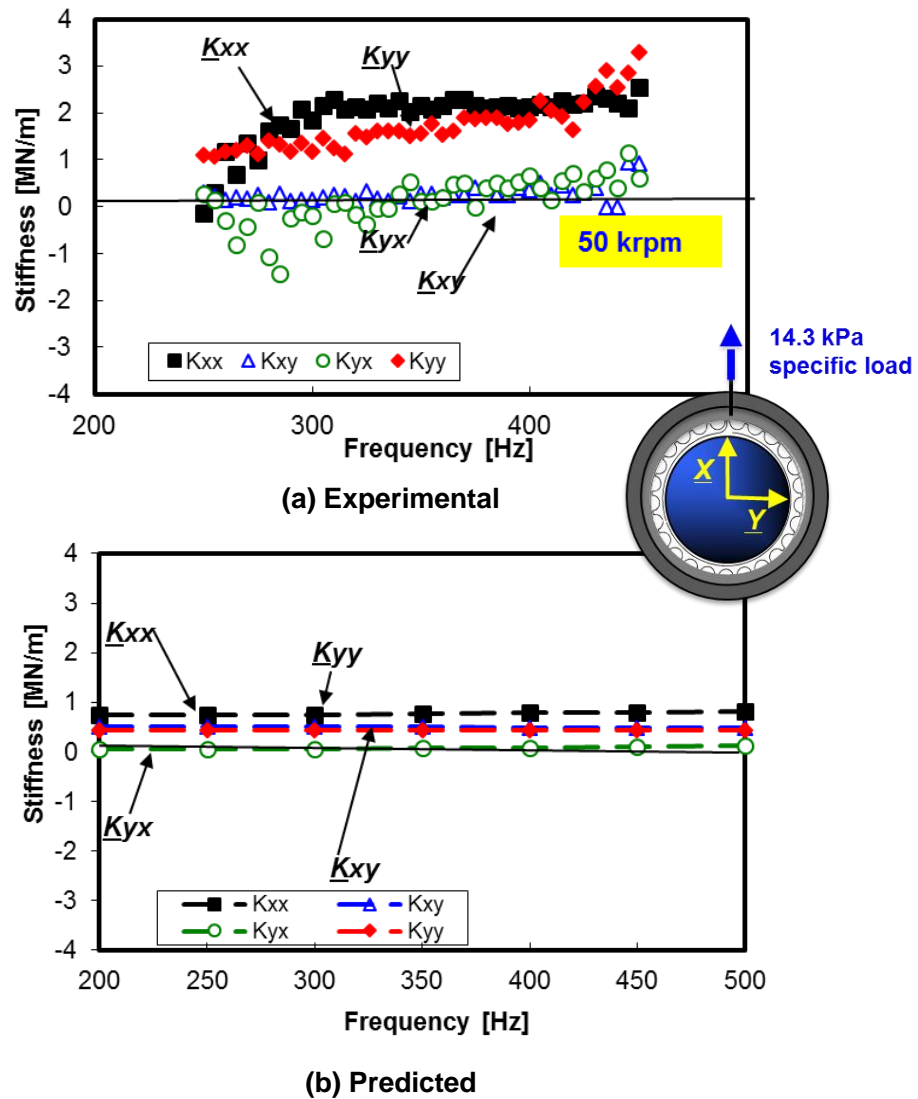 4
3
2
1
0
-1
-2
-3
-4
Stiffness [MN/m]
Kxx
Kyy
Kyx
Kxy
50 krpm
Kxx Kxy Kyx Kyy
200 300 400
Frequency [Hz]
(a) Experimental
14.3 kPa
specific load
X
Y
4
3
2
1
0
-1
-2
-3
-4
Stiffness [MN/m]
Kxx
Kyy
Kyx
Kxy
Kxx Kxy
Kyx Kyy
200 250 300 350 400 450 500
Frequency [Hz]
(b) Predicted